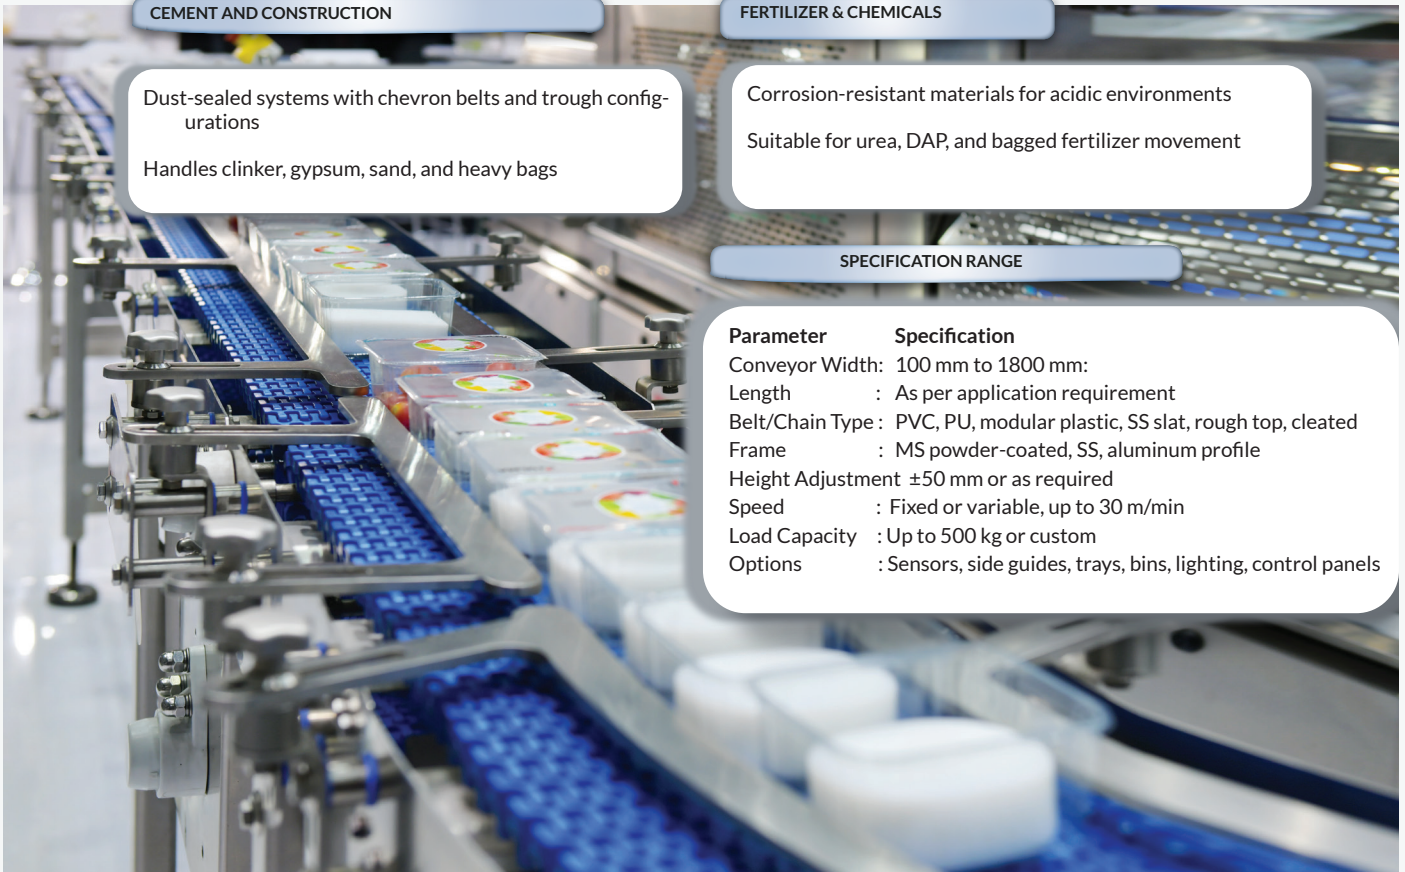 CEMENT AND CONSTRUCTION
Dust-sealed systems with chevron belts and trough config-
urations
Handles clinker, gypsum, sand, and heavy bags
FERTILIZER & CHEMICALS
Corrosion-resistant materials for acidic environments
Suitable for urea, DAP, and bagged fertilizer movement
SPECIFICATION RANGE
Parameter Specification
Conveyor Width: 100 mm to 1800 mm:
Length : As per application requirement
Belt/Chain Type : PVC, PU, modular plastic, SS slat, rough top, cleated
Frame : MS powder-coated, SS, aluminum profile
Height Adjustment ±50 mm or as required
Speed : Fixed or variable, up to 30 m/min
Load Capacity : Up to 500 kg or custom
Options : Sensors, side guides, trays, bins, lighting, control panels